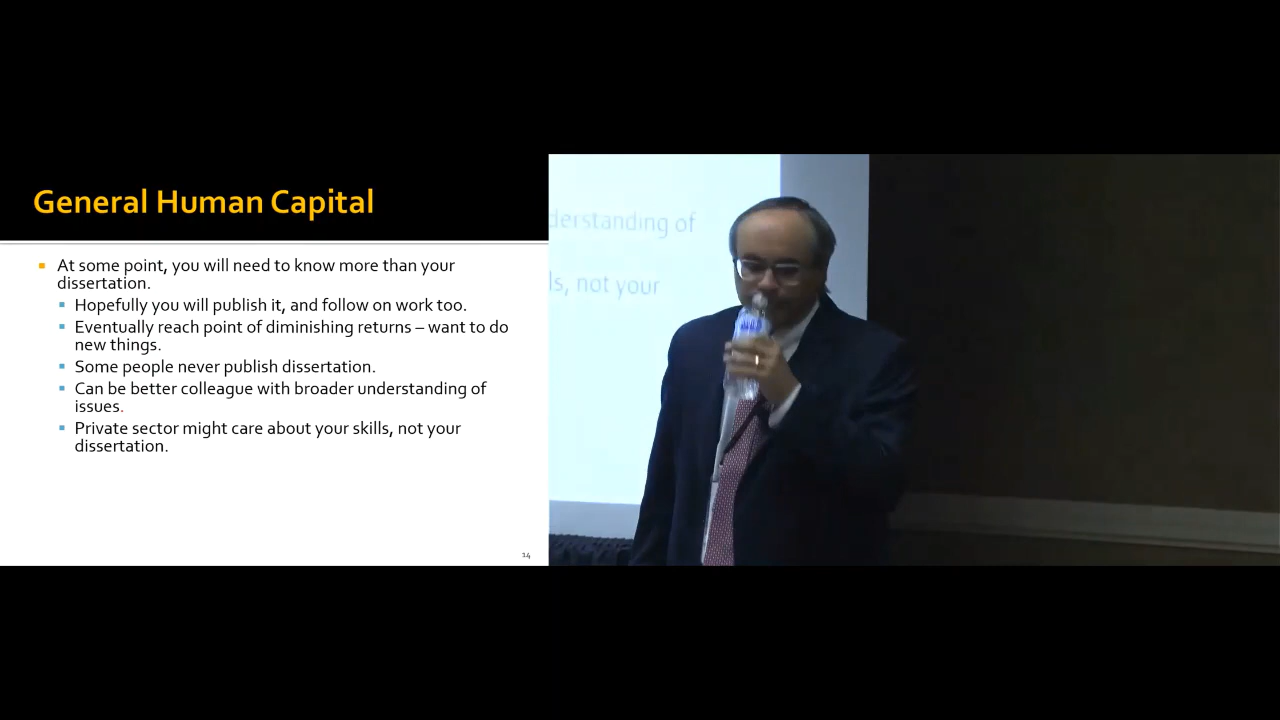 General Human Capital
At some point, you will need to know more than your
dissertation.
Hopefully you will publish it, and follow on work too.
Eventually reach point of diminishing returns – want to do
new things.
Some people never publish dissertation.
Can be better colleague with broader understanding of
issues.
Private sector might care about your skills, not your
dissertation.
14
derstanding of
ls, not your